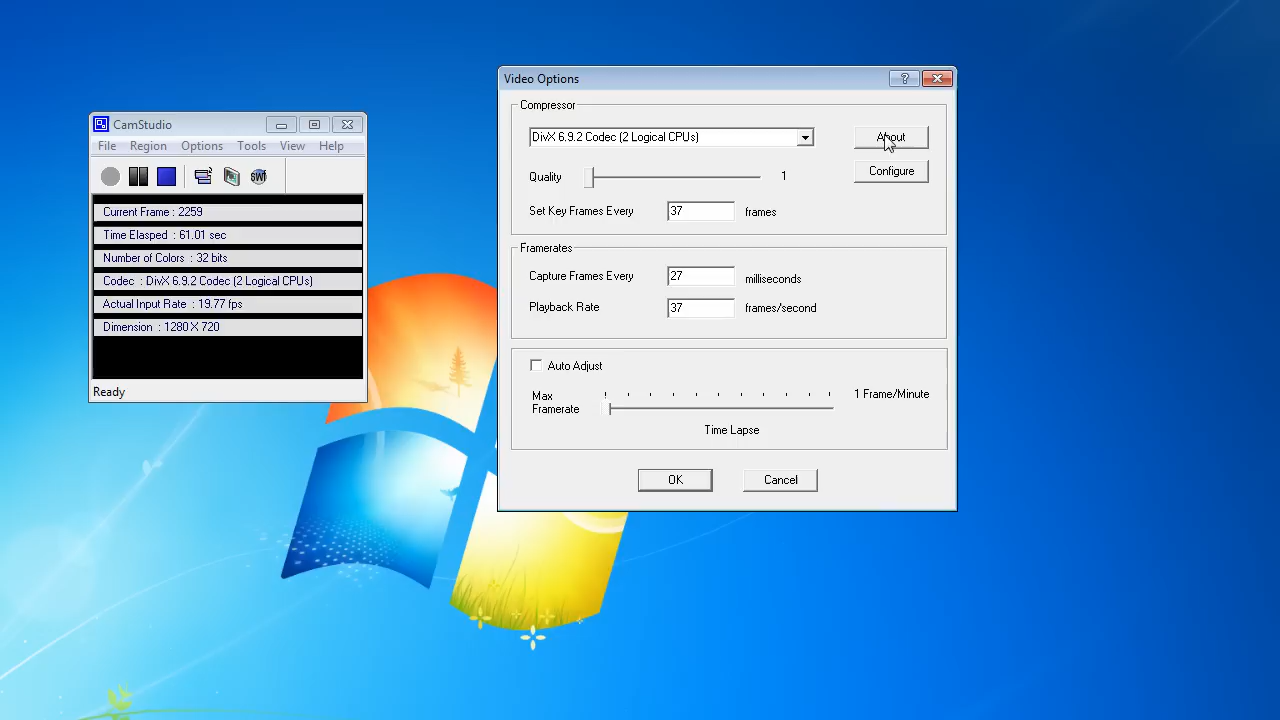 CamStudio
File Region Options Tools View Help
SWF
Current Frame : 2259
Time Elasped : 61.01 sec
Number of Colors : 32 bits
Codec : DivX 6.9.2 Codec (2 Logical CPUs)
Actual Input Rate : 19.77 fps
Dimension : 1280 X 720
Ready
Video Options
?
Compressor
DivX 6.9.2 Codec (2 Logical CPUs)
About
Quality 1
Configure
Set Key Frames Every 37 frames
Framerates
Capture Frames Every 27 milliseconds
Playback Rate 37 frames/second
Auto Adjust
Max
Framerate
1 Frame/Minute
Time Lapse
OK Cancel